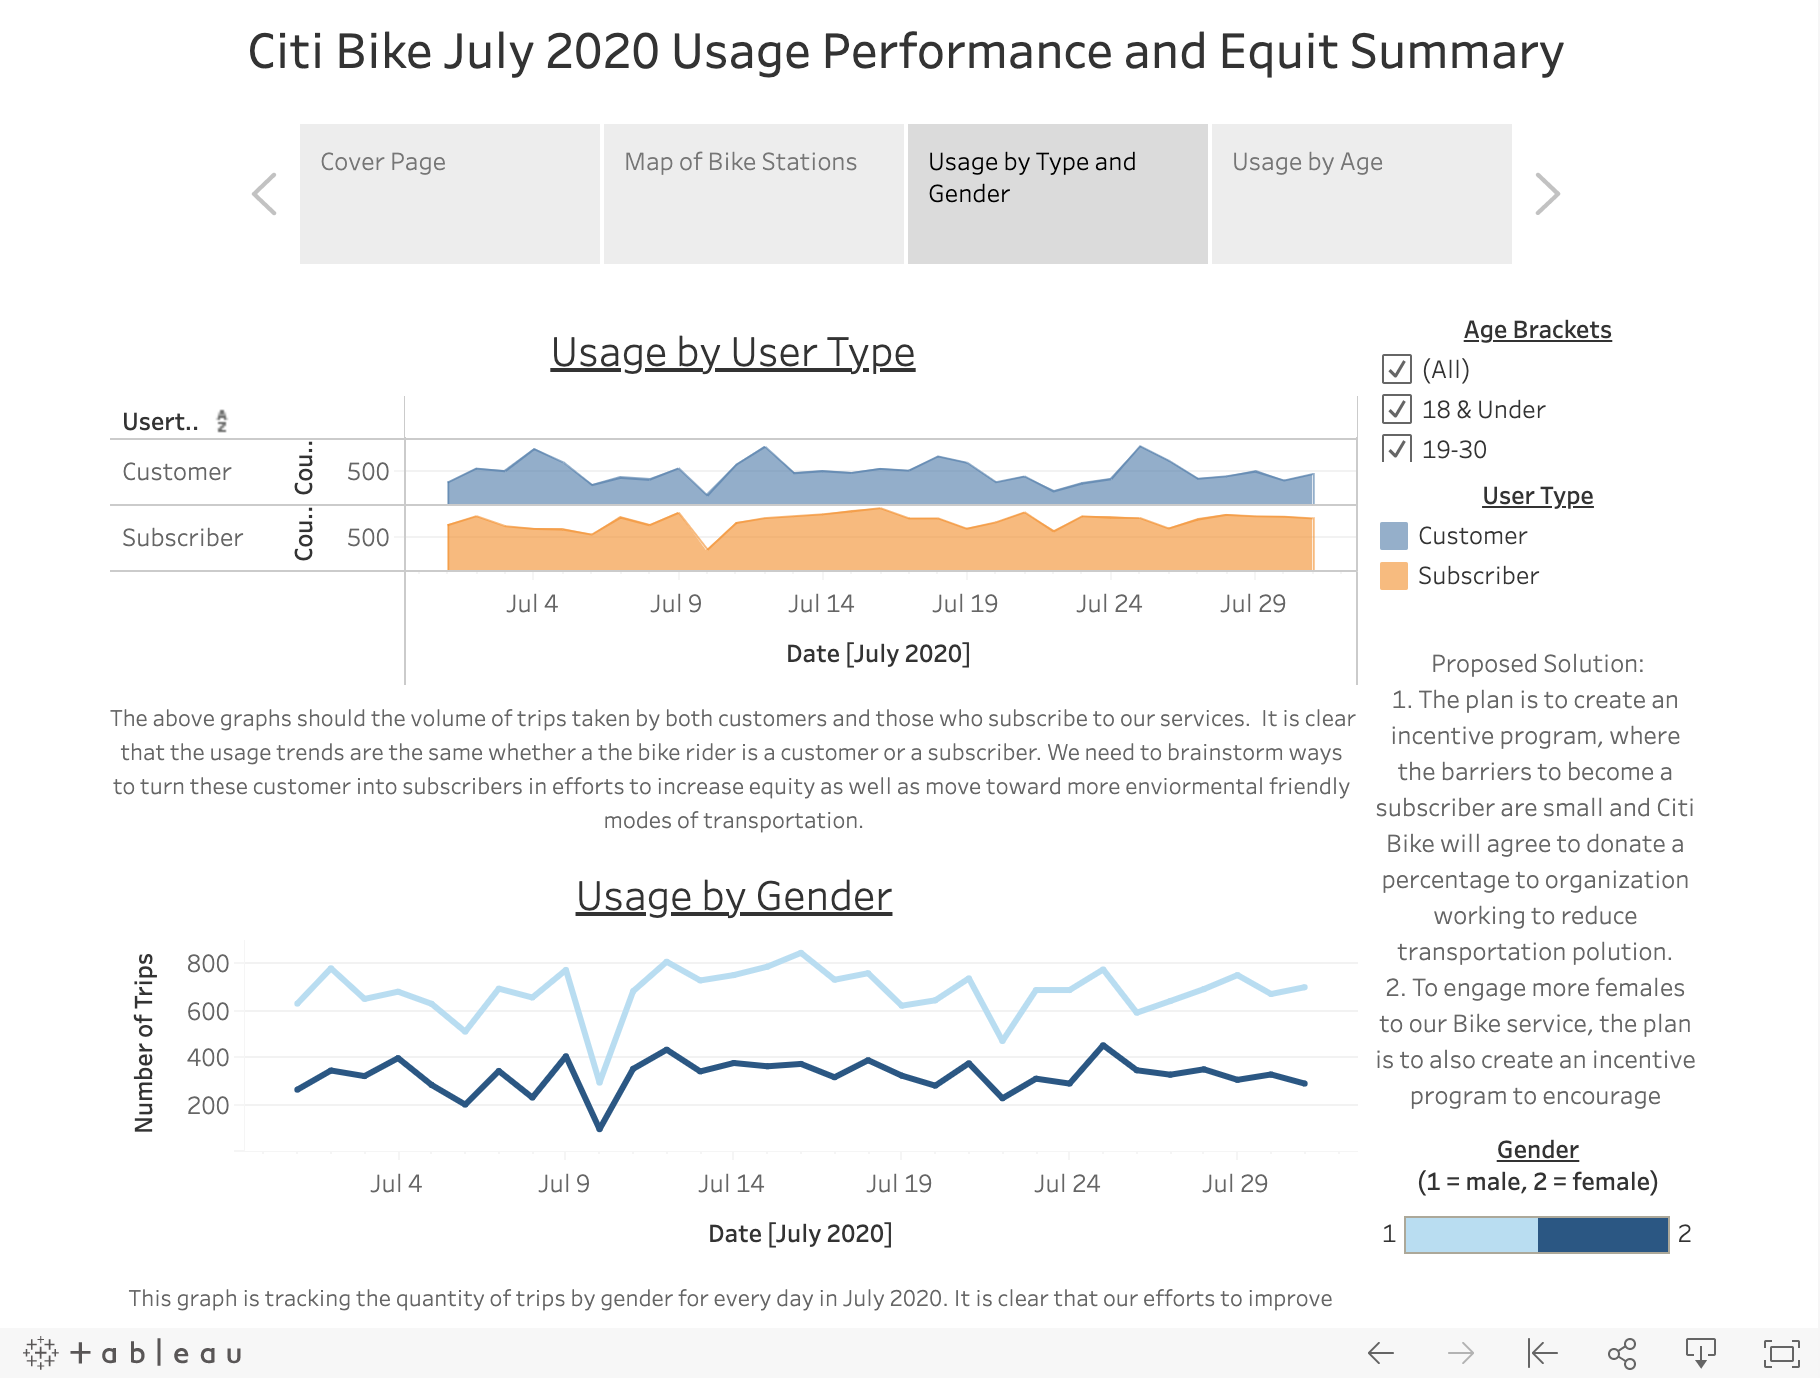 Citi Bike July 2020 Usage Performance and Equit Summary
Cover Page
Map of Bike Stations
Usage by Type and
Gender
Usage by Age
Usage by User Type
Usert..
Customer
Cou..
500
Subscriber
Cou..
500
Jul 4
Jul 9
Jul 14
Jul 19
Jul 24
Jul 29
Date [July 2020]
Age Brackets
(All)
18 & Under
19-30
User Type
Customer
Subscriber
The above graphs should the volume of trips taken by both customers and those who subscribe to our services.  It is clear
that the usage trends are the same whether a the bike rider is a customer or a subscriber. We need to brainstorm ways
to turn these customer into subscribers in efforts to increase equity as well as move toward more enviormental friendly
modes of transportation.
Proposed Solution:
1. The plan is to create an
incentive program, where
the barriers to become a
subscriber are small and Citi
Bike will agree to donate a
percentage to organization
working to reduce
transportation polution.
2. To engage more females
to our Bike service, the plan
is to also create an incentive
program to encourage
Usage by Gender
Number of Trips
800
600
400
200
Jul 4
Jul 9
Jul 14
Jul 19
Jul 24
Jul 29
Date [July 2020]
Gender
(1 = male, 2 = female)
1
2
This graph is tracking the quantity of trips by gender for every day in July 2020. It is clear that our efforts to improve
+ableau